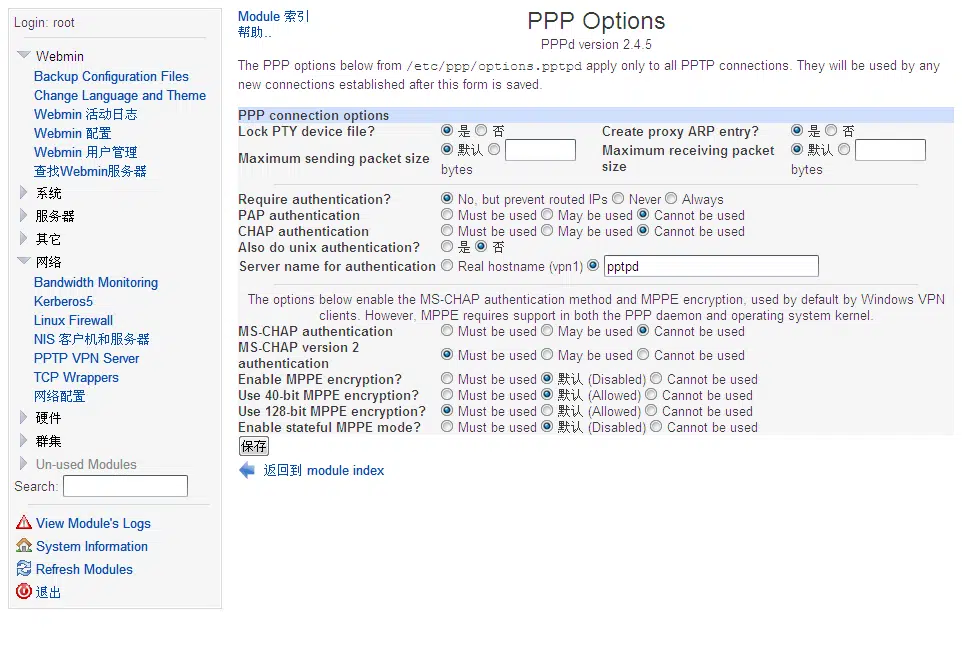 Login: root
Webmin
Backup Configuration Files
Change Language and Theme
Webmin 活动日志
Webmin 配置
Webmin 用户管理
查找Webmin服务器
系统
服务器
其它
网络
Bandwidth Monitoring
Kerberos5
Linux Firewall
NIS 客户机和服务器
PPTP VPN Server
TCP Wrappers
网络配置
硬件
群集
Un-used Modules
Search:
View Module's Logs
System Information
Refresh Modules
退出
Module 索引
帮助..
PPP Options
PPPd version 2.4.5
The PPP options below from /etc/ppp/options.pptpd apply only to all PPTP connections. They will be used by any
new connections established after this form is saved.
PPP connection options
Lock PTY device file? 是 否 Create proxy ARP entry? 是 否
Maximum sending packet size 默认 bytes Maximum receiving packet size 默认 bytes
Require authentication? No, but prevent routed IPs Never Always
PAP authentication Must be used May be used Cannot be used
CHAP authentication Must be used May be used Cannot be used
Also do unix authentication? 是 否
Server name for authentication Real hostname (vpn1) pptpd
The options below enable the MS-CHAP authentication method and MPPE encryption, used by default by Windows VPN
clients. However, MPPE requires support in both the PPP daemon and operating system kernel.
MS-CHAP authentication Must be used May be used Cannot be used
MS-CHAP version 2
authentication Must be used May be used Cannot be used
Enable MPPE encryption? Must be used 默认 (Disabled) Cannot be used
Use 40-bit MPPE encryption? Must be used 默认 (Allowed) Cannot be used
Use 128-bit MPPE encryption? Must be used 默认 (Allowed) Cannot be used
Enable stateful MPPE mode? Must be used 默认 (Disabled) Cannot be used
保存
返回到 module index